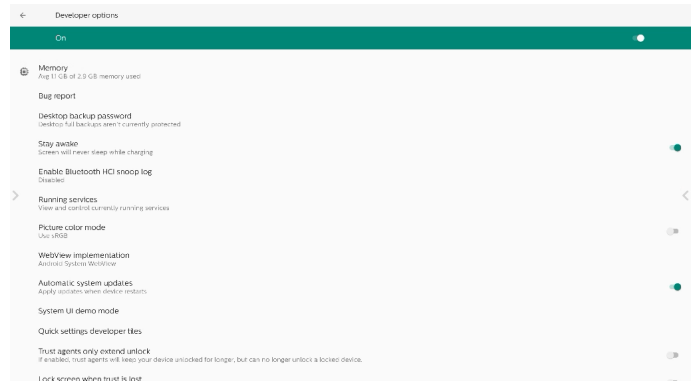 Developer options
On
Memory
Avg 1.1 GB of 2.8 GB memory used
Bug report
Desktop backup password
Desktop full backups aren't currently protected
Stay awake
Screen will never sleep while charging
Enable Bluetooth HCI snoop log
Disabled
Running services
View and control currently running services
Picture color mode
Use sRGB
WebView implementation
Android System WebView
Automatic system updates
Apply updates when device restarts
System UI demo mode
Quick settings developer tiles
Trust agents only extend unlock
If enabled, trust agents will keep your device unlocked for longer, but can no longer unlock a locked device.
Lock screen when trust is lost